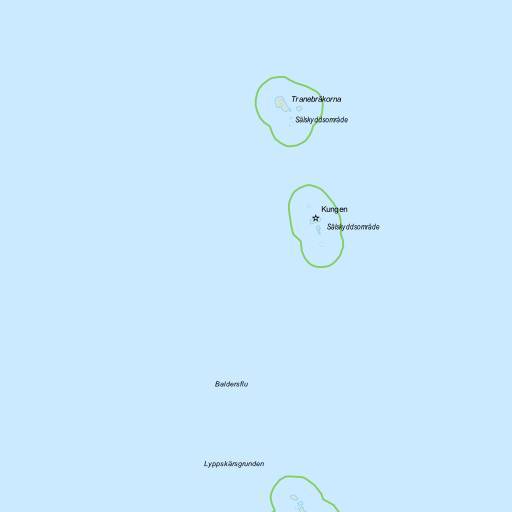 Tranebråkorna
Sälskyddsområde
Kungen
Sälskyddsområde
Baldersflu
Lyppskärsgrunden